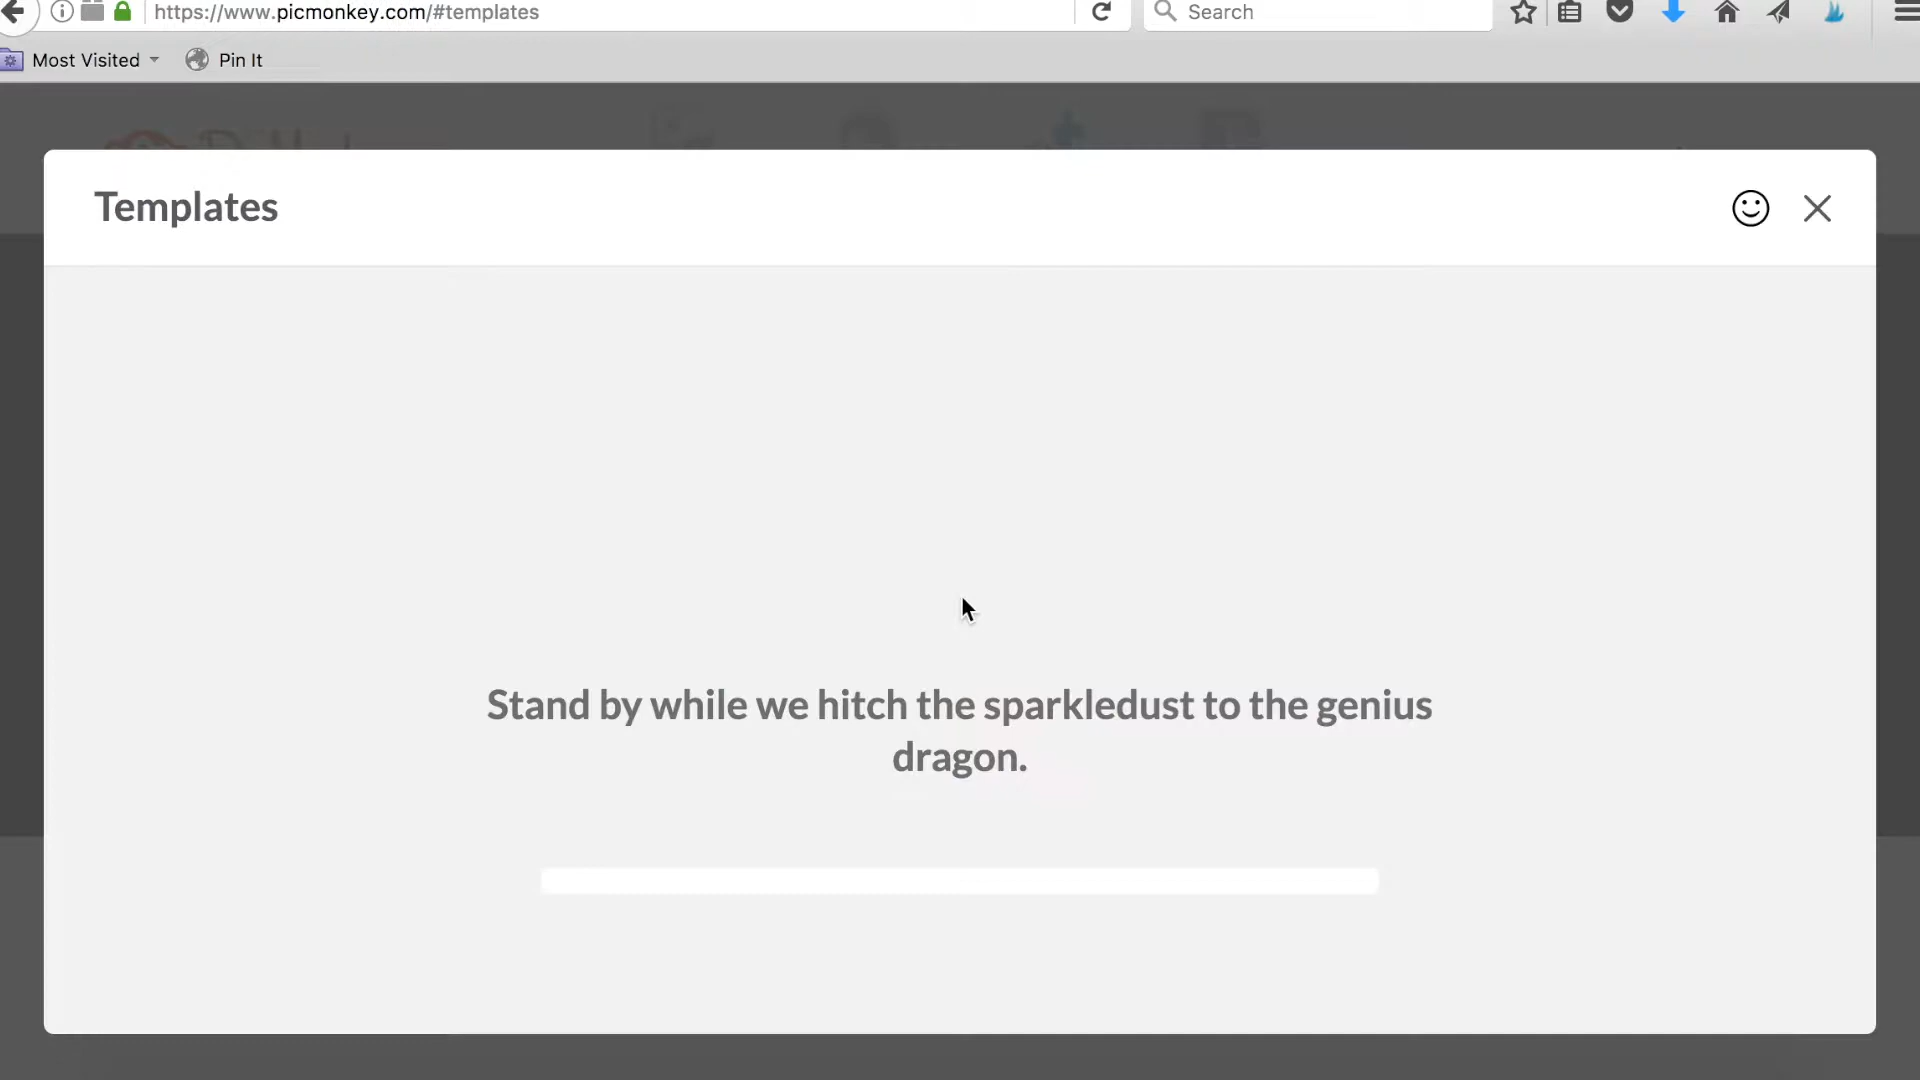 https://www.picmonkey.com/#templates
Search
Most Visited
Pin It
Templates
Stand by while we hitch the sparkledust to the genius
dragon.